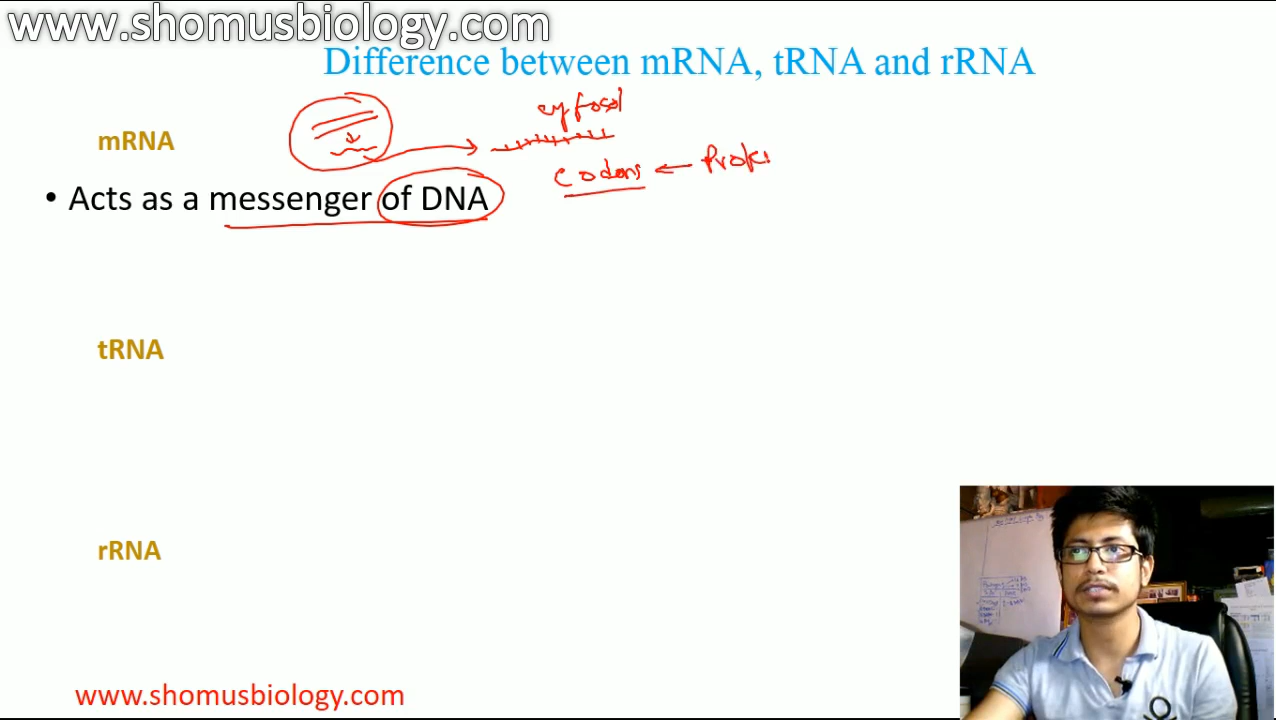 www.shomusbiology.com
Difference between mRNA, tRNA and rRNA
cytosol
mRNA
codons ←
• Acts as a messenger of DNA
tRNA
rRNA
www.shomusbiology.com